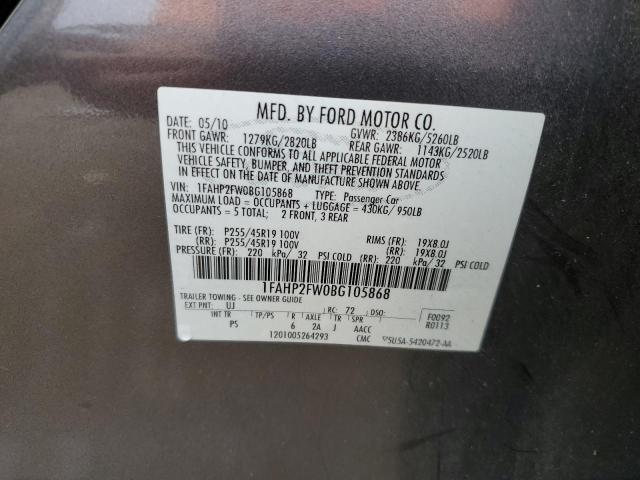 MFD. BY FORD MOTOR CO.
DATE: 05/10 GVWR: 2386KG/5260LB
FRONT GAWR: 1279KG/2820LB REAR GAWR: 1143KG/2520LB
THIS VEHICLE CONFORMS TO ALL APPLICABLE FEDERAL MOTOR
VEHICLE SAFETY, BUMPER, AND THEFT PREVENTION STANDARDS
IN EFFECT ON THE DATE OF MANUFACTURE SHOWN ABOVE.
VIN: 1FAHP2FW0BG105868 TYPE: Passenger Car
MAXIMUM LOAD = OCCUPANTS + LUGGAGE = 430KG/ 950LB
OCCUPANTS: 5 TOTAL; 2 FRONT, 3 REAR
TIRE (FR): P255/45R19 100V RIMS (FR): 19X8.0J
(RR): P255/45R19 100V (RR): 19X8.0J
PRESSURE (FR): 220 kPa/ 32 PSI COLD (RR): 220 kPa/ 32 PSI COLD
1FAHP2FW0BG105868
TRAILER TOWING - SEE OWNER GUIDE
EXT PNT: UJ RC: 72 F0092
INT TR TP/PS R AXLE TR SPR R0113
P5 6 2A J AACC
1201005264293 CMC 5U5A-5420472-AA